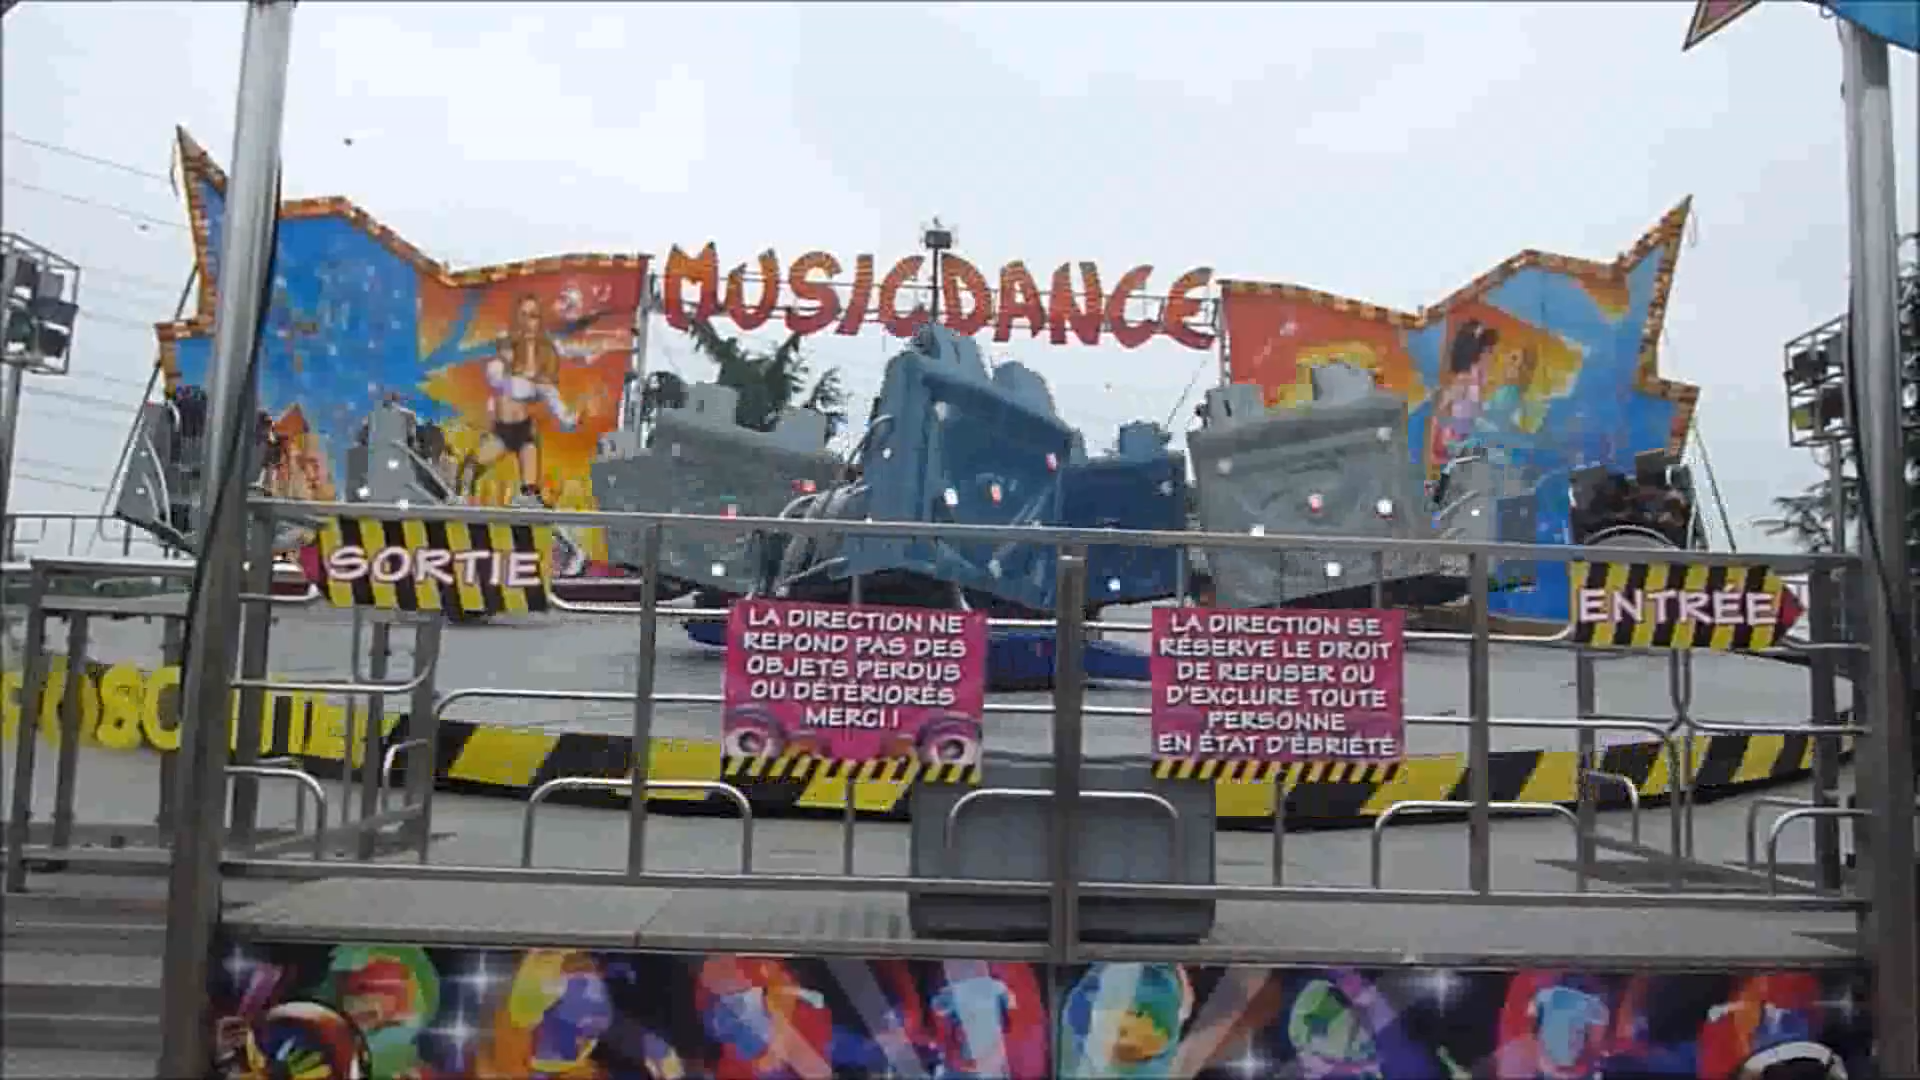 MUSICDANCE
SORTIE
ENTRÉE
LA DIRECTION NE
REPOND PAS DES
OBJETS PERDUS
OU DÉTÉRIORÉS
MERCI !
LA DIRECTION SE
RÉSERVE LE DROIT
DE REFUSER OU
D'EXCLURE TOUTE
PERSONNE
EN ÉTAT D'ÉBRIÉTÉ